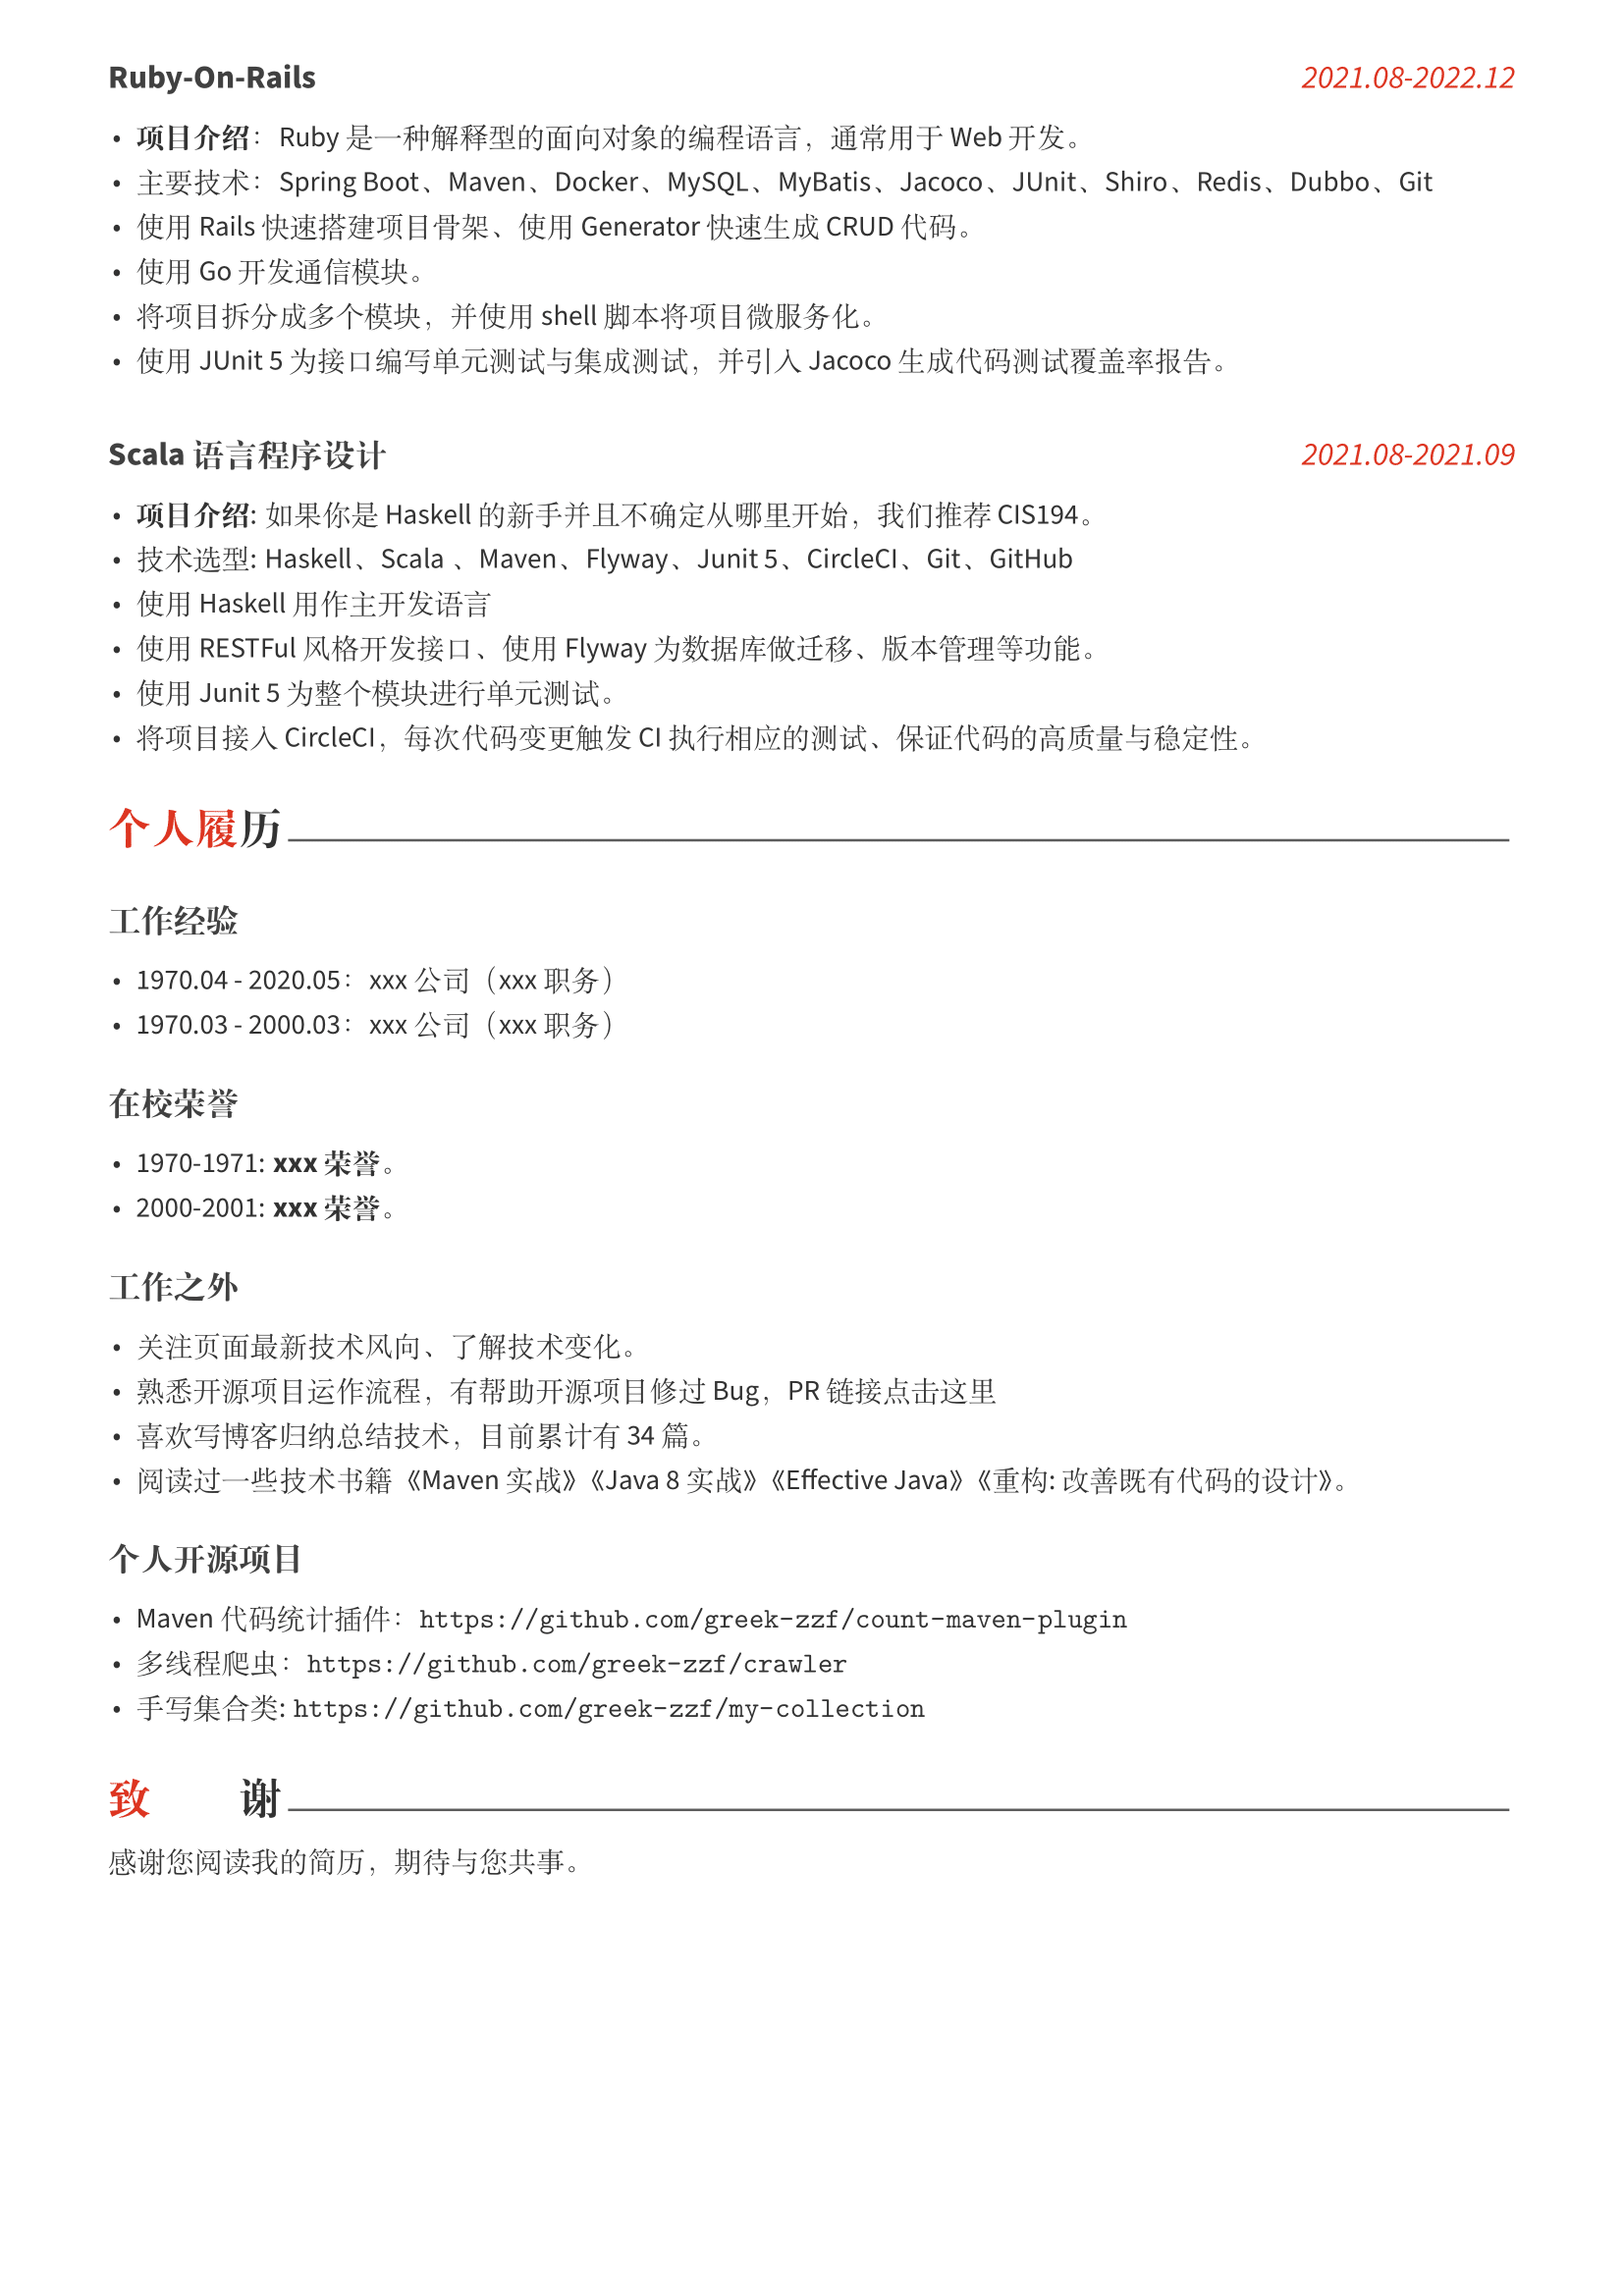 Ruby-On-Rails 2021.08-2022.12
• 项目介绍：Ruby 是一种解释型的面向对象的编程语言，通常用于 Web 开发。
• 主要技术：Spring Boot、Maven、Docker、MySQL、MyBatis、Jacoco、JUnit、Shiro、Redis、Dubbo、Git
• 使用 Rails 快速搭建项目骨架、使用 Generator 快速生成 CRUD 代码。
• 使用 Go 开发通信模块。
• 将项目拆分成多个模块，并使用 shell 脚本将项目微服务化。
• 使用 JUnit 5 为接口编写单元测试与集成测试，并引入 Jacoco 生成代码测试覆盖率报告。
Scala 语言程序设计 2021.08-2021.09
• 项目介绍: 如果你是 Haskell 的新手并且不确定从哪里开始，我们推荐 CIS194。
• 技术选型: Haskell、Scala 、Maven、Flyway、Junit 5、CircleCI、Git、GitHub
• 使用 Haskell 用作主开发语言
• 使用 RESTFul 风格开发接口、使用 Flyway 为数据库做迁移、版本管理等功能。
• 使用 Junit 5 为整个模块进行单元测试。
• 将项目接入 CircleCI，每次代码变更触发 CI 执行相应的测试、保证代码的高质量与稳定性。
个人履历
工作经验
• 1970.04 - 2020.05：xxx 公司（xxx 职务）
• 1970.03 - 2000.03：xxx 公司（xxx 职务）
在校荣誉
• 1970-1971: xxx 荣誉。
• 2000-2001: xxx 荣誉。
工作之外
• 关注页面最新技术风向、了解技术变化。
• 熟悉开源项目运作流程，有帮助开源项目修过 Bug，PR 链接点击这里
• 喜欢写博客归纳总结技术，目前累计有 34 篇。
• 阅读过一些技术书籍《Maven 实战》《Java 8 实战》《Effective Java》《重构: 改善既有代码的设计》。
个人开源项目
• Maven 代码统计插件：https://github.com/greek-zzf/count-maven-plugin
• 多线程爬虫：https://github.com/greek-zzf/crawler
• 手写集合类: https://github.com/greek-zzf/my-collection
致 谢
感谢您阅读我的简历，期待与您共事。